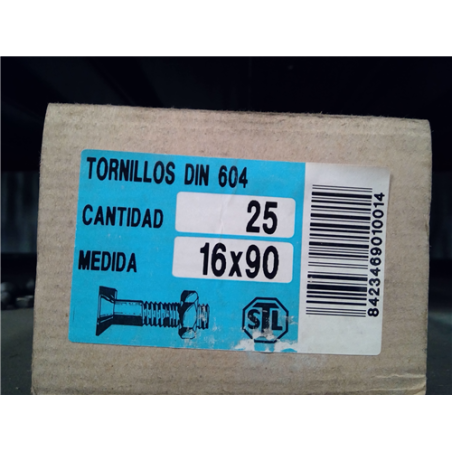 TORNILLOS DIN 604
CANTIDAD 25
MEDIDA 16x90
STL
8423469010014